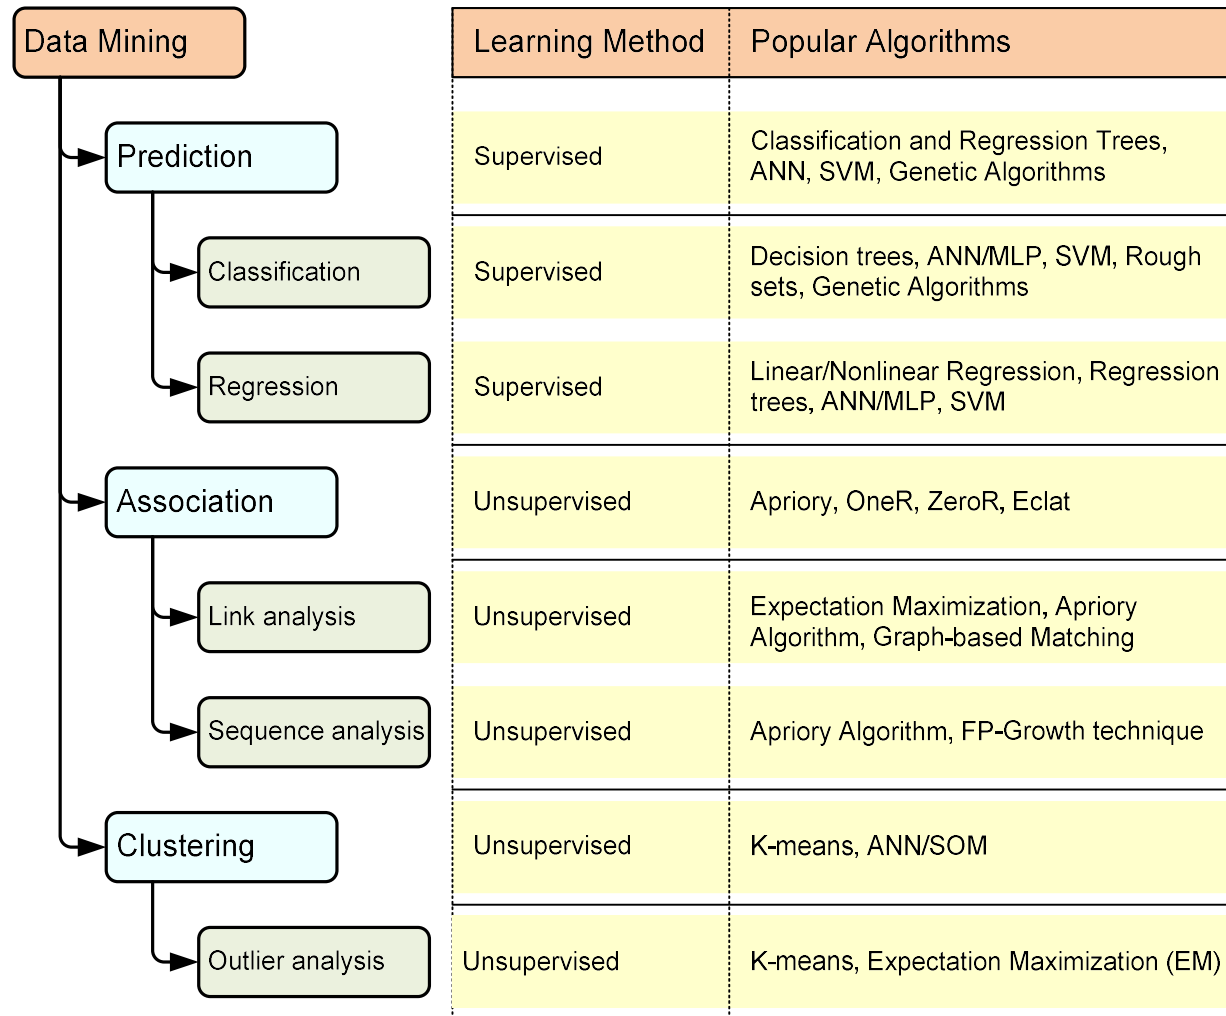 Data Mining
Learning Method
Popular Algorithms
Prediction
Supervised
Classification and Regression Trees,
ANN, SVM, Genetic Algorithms
Classification
Supervised
Decision trees, ANN/MLP, SVM, Rough
sets, Genetic Algorithms
Regression
Supervised
Linear/Nonlinear Regression, Regression
trees, ANN/MLP, SVM
Association
Unsupervised
Apriory, OneR, ZeroR, Eclat
Link analysis
Unsupervised
Expectation Maximization, Apriory
Algorithm, Graph-based Matching
Sequence analysis
Unsupervised
Apriory Algorithm, FP-Growth technique
Clustering
Unsupervised
K-means, ANN/SOM
Outlier analysis
Unsupervised
K-means, Expectation Maximization (EM)